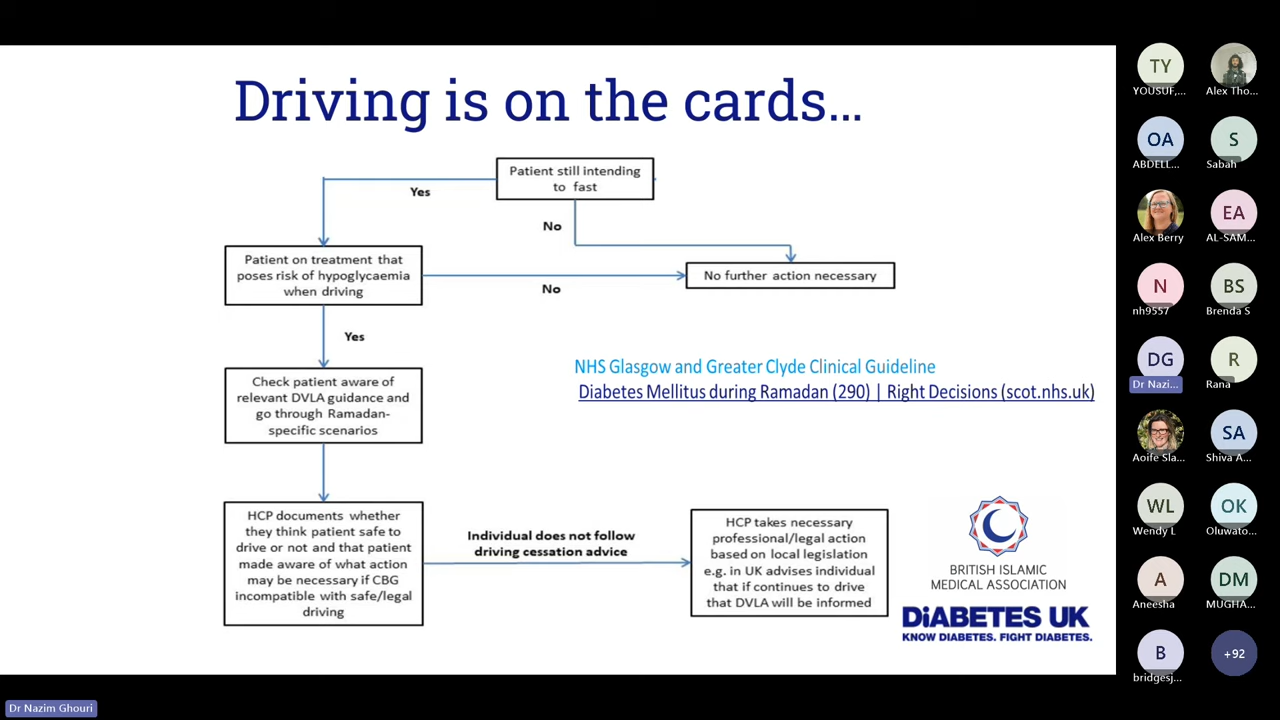 Driving is on the cards...
Patient still intending
to fast
Yes
No
Patient on treatment that
poses risk of hypoglycaemia
when driving
No
No further action necessary
Yes
Check patient aware of
relevant DVLA guidance and
go through Ramadan-
specific scenarios
NHS Glasgow and Greater Clyde Clinical Guideline
Diabetes Mellitus during Ramadan (290) | Right Decisions (scot.nhs.uk)
HCP documents whether
they think patient safe to
drive or not and that patient
made aware of what action
may be necessary if CBG
incompatible with safe/legal
driving
Individual does not follow
driving cessation advice
HCP takes necessary
professional/legal action
based on local legislation
e.g. in UK advises individual
that if continues to drive
that DVLA will be informed
BRITISH ISLAMIC
MEDICAL ASSOCIATION
DiABETES UK
KNOW DIABETES. FIGHT DIABETES.
TY
YOUSUF,...
Alex Tho...
OA
ABDELL...
S
Sabah
Alex Berry
EA
AL-SAM...
N
nh9557
BS
Brenda S
DG
Dr Nazi...
R
Rana
Aoife Sla...
SA
Shiva A...
WL
Wendy L
OK
Oluwato...
A
Aneesha
DM
MUGHA...
B
bridgesj...
+92
Dr Nazim Ghouri